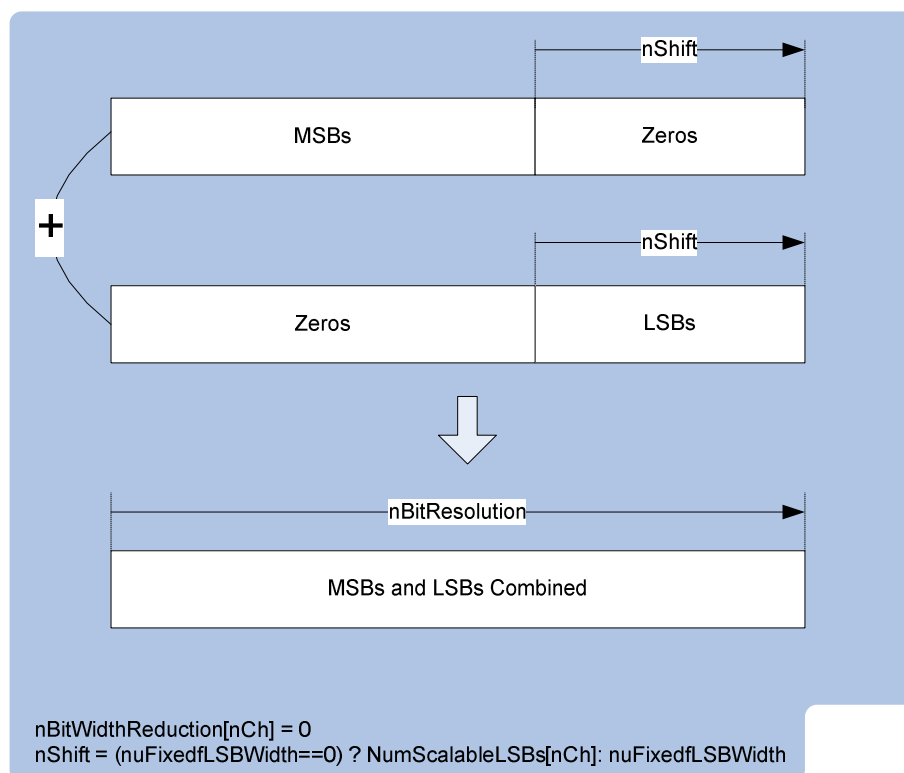 nShift
MSBs Zeros
+
nShift
Zeros LSBs
nBitResolution
MSBs and LSBs Combined
nBitWidthReduction[nCh] = 0
nShift = (nuFixedfLSBWidth==0) ? NumScalableLSBs[nCh]: nuFixedfLSBWidth